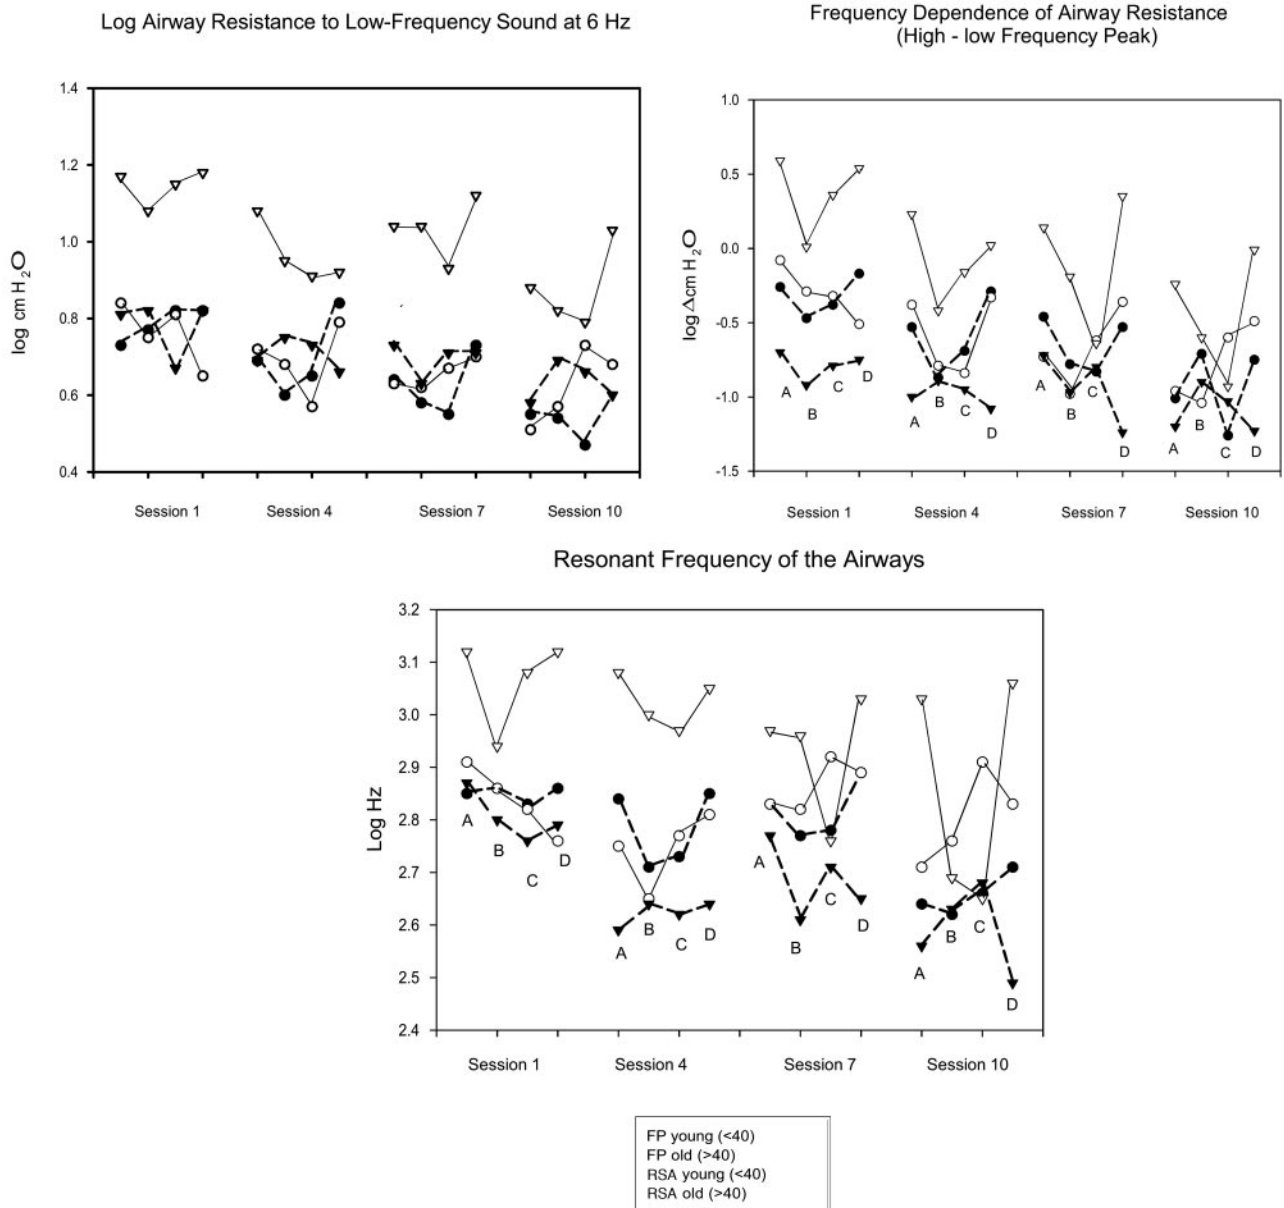 Log Airway Resistance to Low-Frequency Sound at 6 Hz
1.4
1.2
1.0
0.8
0.6
0.4
log cm H₂O
Session 1 Session 4 Session 7 Session 10
Frequency Dependence of Airway Resistance
(High - low Frequency Peak)
1.0
0.5
0.0
-0.5
-1.0
-1.5
log Δcm H₂O
A B C D
A B C D
A B C D
A B C D
Session 1 Session 4 Session 7 Session 10
Resonant Frequency of the Airways
3.2
3.1
3.0
2.9
2.8
2.7
2.6
2.5
2.4
Log Hz
A B C D
A B C D
A B C D
A B C D
Session 1 Session 4 Session 7 Session 10
FP young (<40)
FP old (>40)
RSA young (<40)
RSA old (>40)